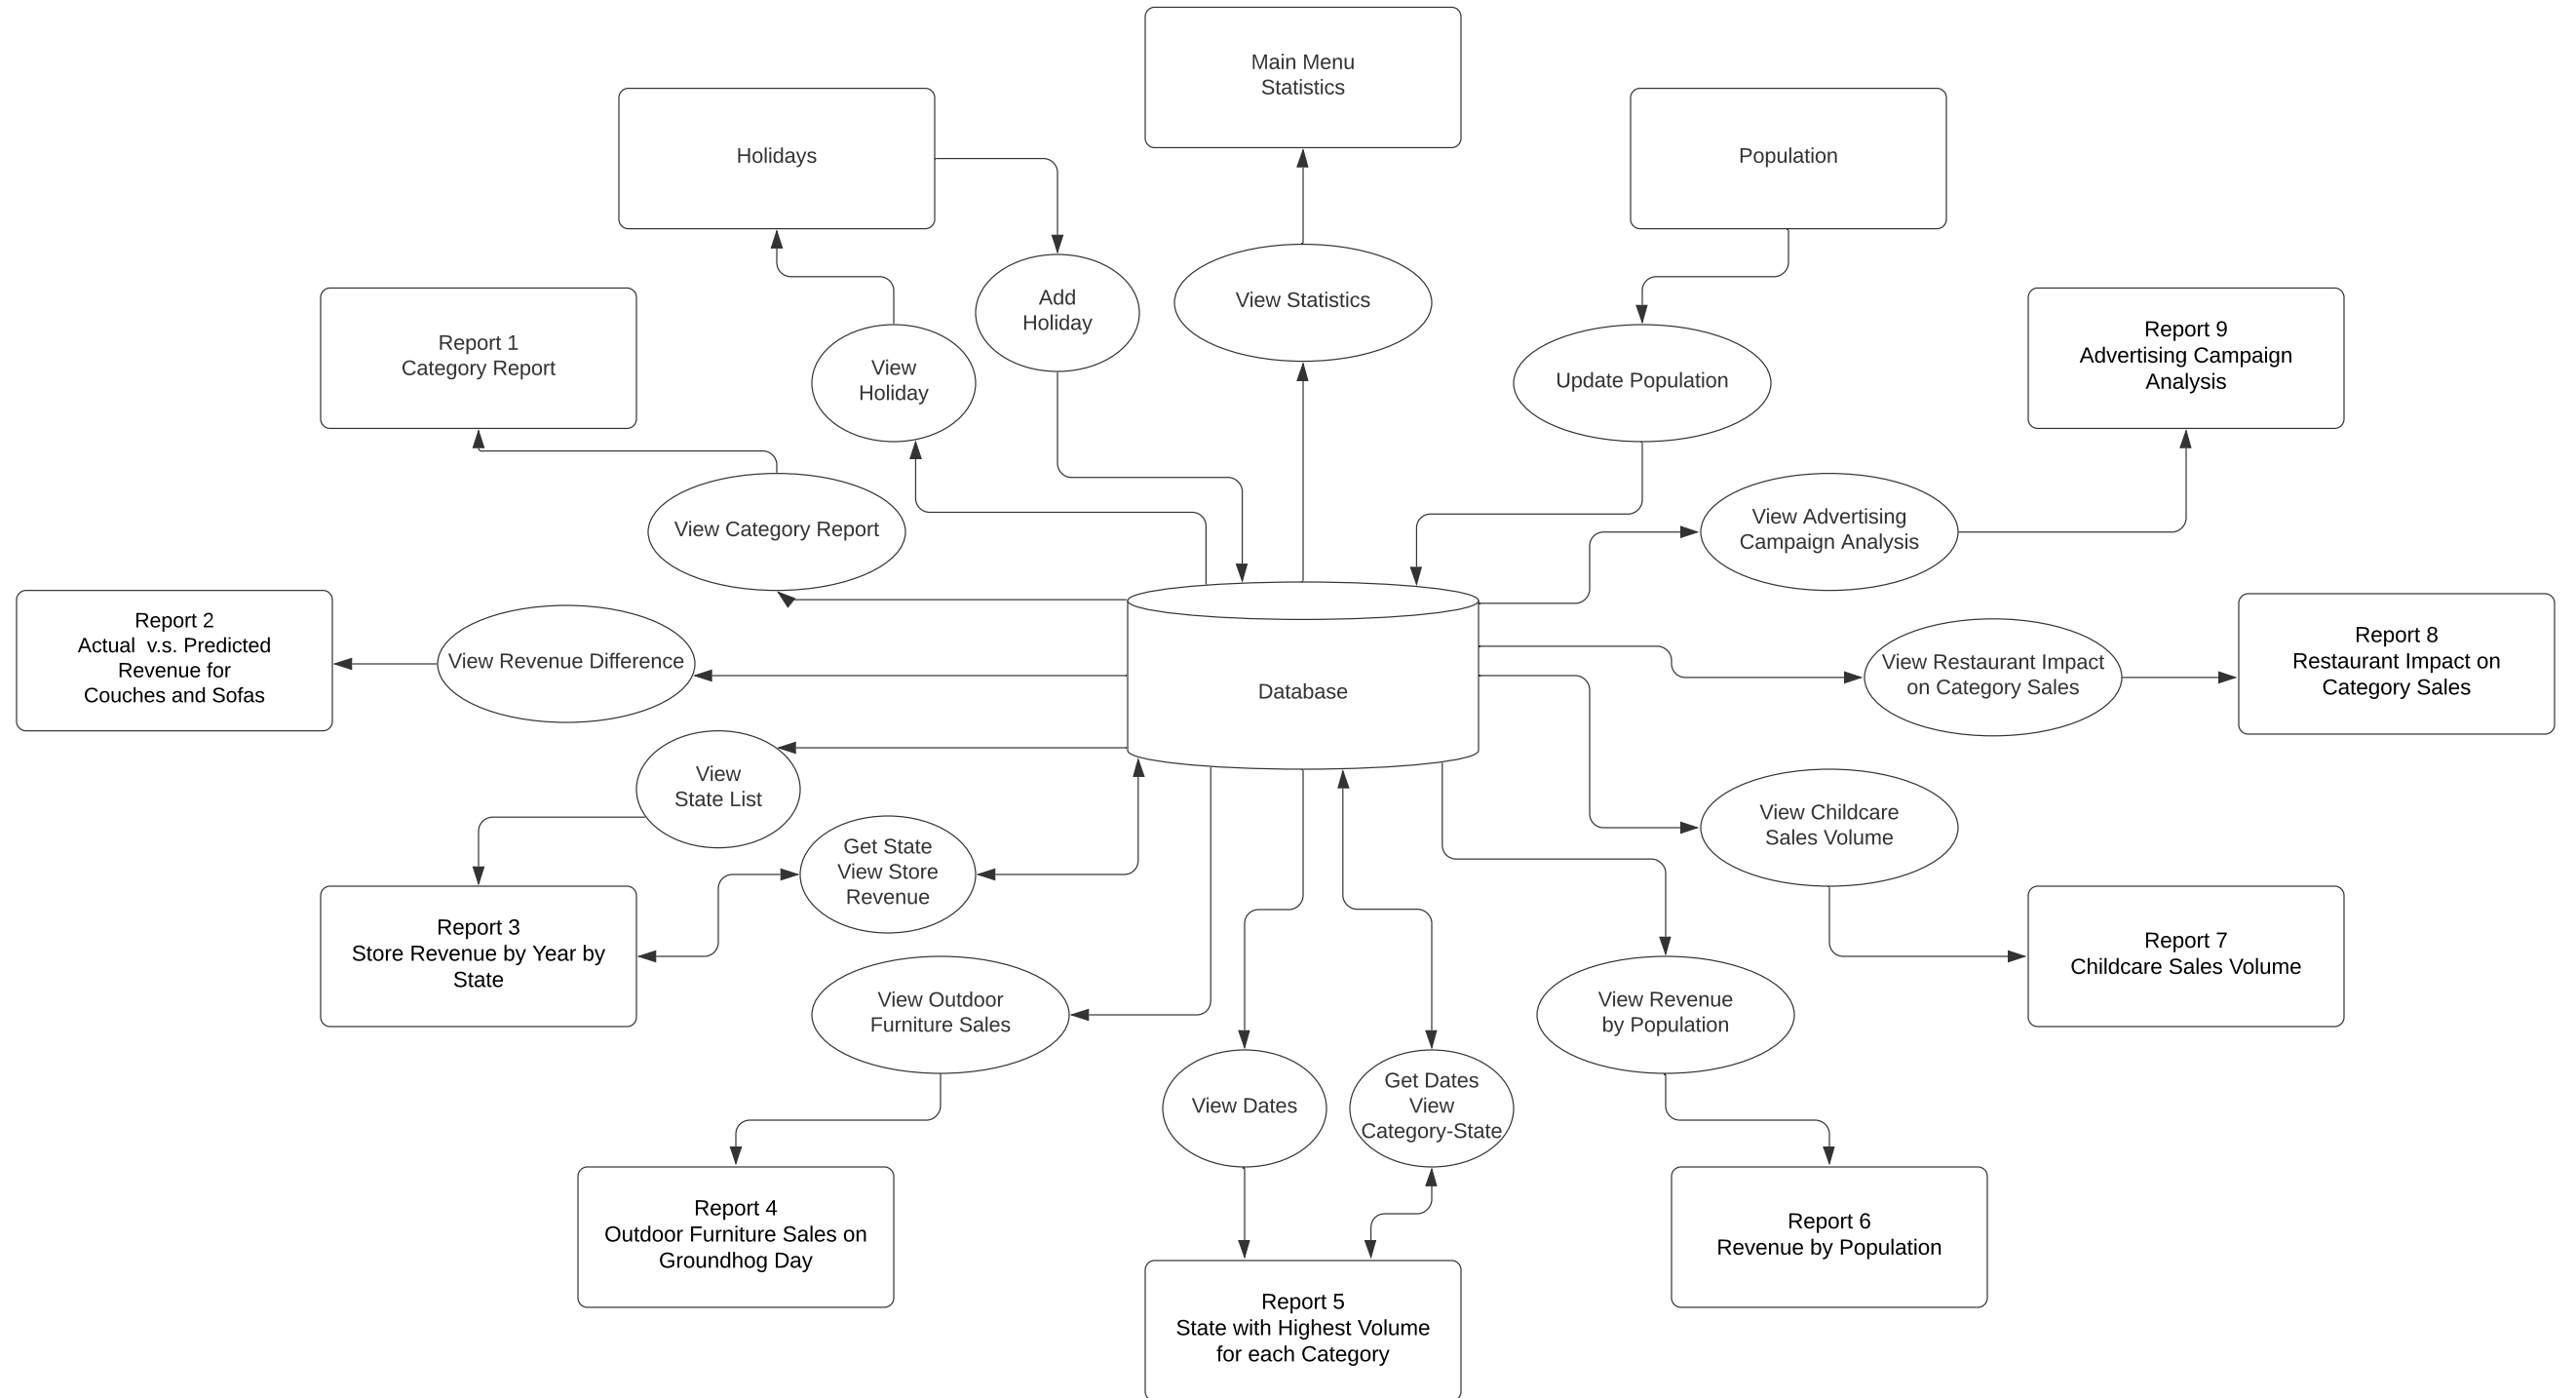 Main Menu
Statistics
Holidays
Population
Add
Holiday
View Statistics
Report 1
Category Report
View
Holiday
Update Population
Report 9
Advertising Campaign
Analysis
View Category Report
View Advertising
Campaign Analysis
Report 2
Actual  v.s. Predicted
Revenue for
Couches and Sofas
View Revenue Difference
Database
View Restaurant Impact
on Category Sales
Report 8
Restaurant Impact on
Category Sales
View
State List
Get State
View Store
Revenue
View Childcare
Sales Volume
Report 3
Store Revenue by Year by
State
Report 7
Childcare Sales Volume
View Outdoor
Furniture Sales
View Revenue
by Population
View Dates
Get Dates
View
Category-State
Report 4
Outdoor Furniture Sales on
Groundhog Day
Report 6
Revenue by Population
Report 5
State with Highest Volume
for each Category